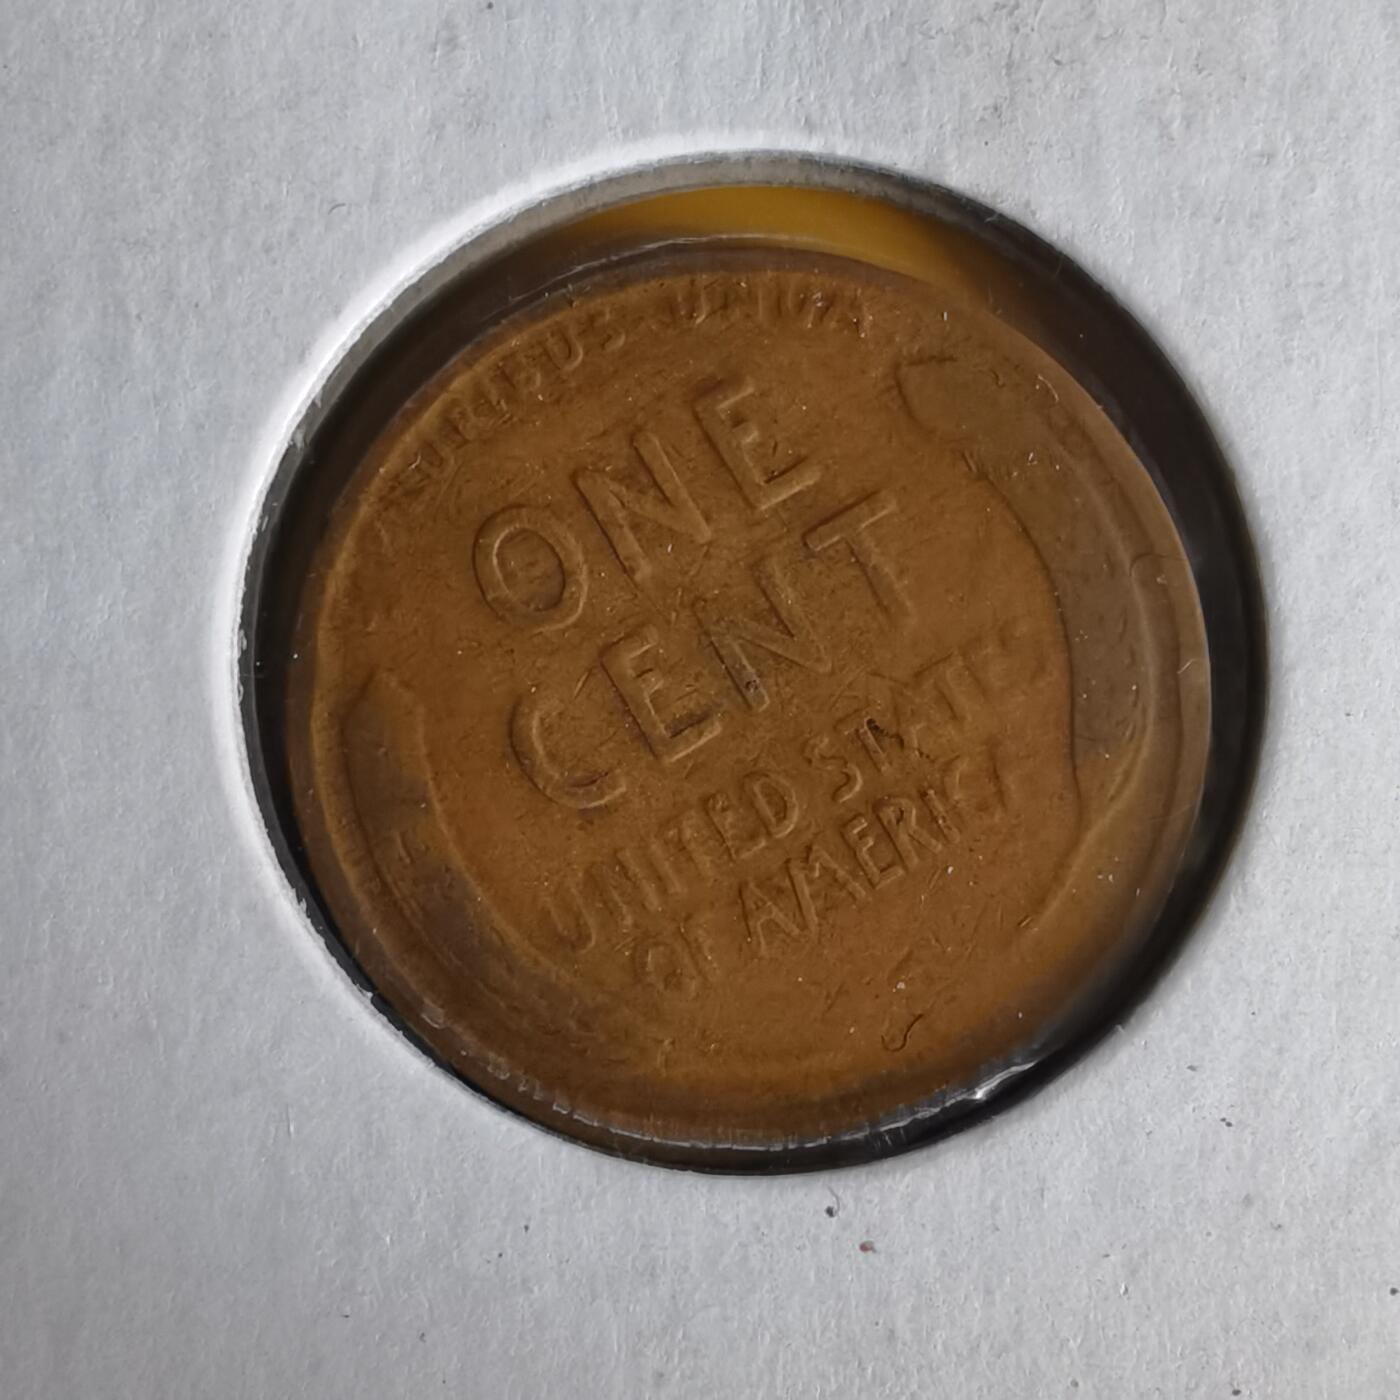 PLURIBUS·UNUM
ONE
CENT
UNITED STATES
OF AMERICA